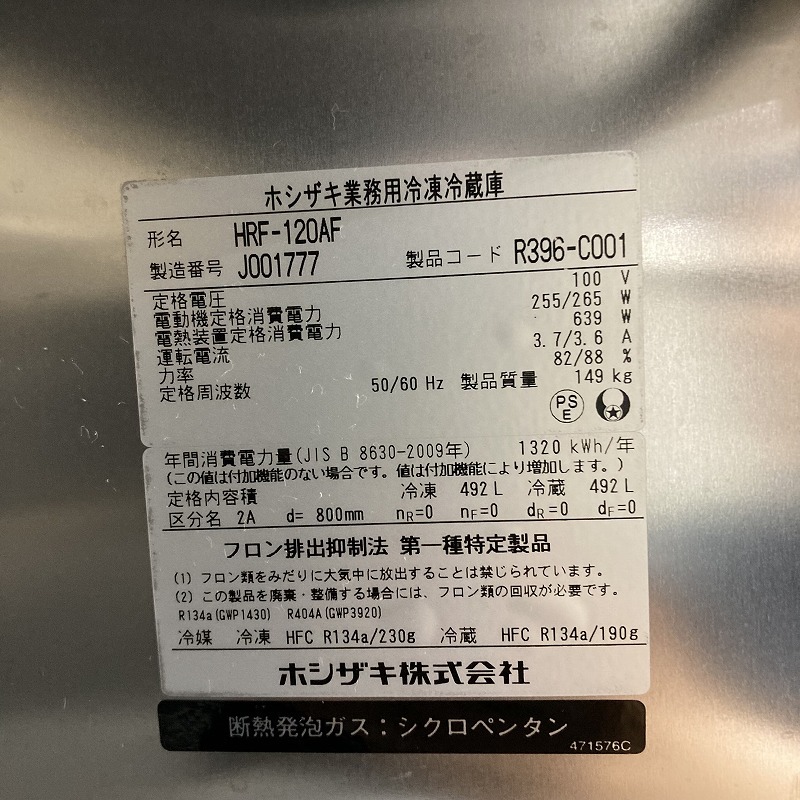 ホシザキ業務用冷凍冷蔵庫
形名 HRF-120AF
製造番号 J001777 製品コード R396-C001
定格電圧 100 V
電動機定格消費電力 255/265 W
電熱装置定格消費電力 639 W
運転電流 3.7/3.6 A
力率 82/88 %
定格周波数 50/60 Hz 製品質量 149 kg
PS
E
年間消費電力量(JIS B 8630-2009年) 1320 kWh/年
(この値は付加機能のない場合です。値は付加機能により増加します。)
定格内容積 冷凍 492 L 冷蔵 492 L
区分名 2A d= 800mm nR=0 nF=0 dR=0 dF=0
フロン排出抑制法 第一種特定製品
(1) フロン類をみだりに大気中に放出することは禁じられています。
(2) この製品を廃棄・整備する場合には、フロン類の回収が必要です。
R134a(GWP1430) R404A(GWP3920)
冷媒 冷凍 HFC R134a/230g 冷蔵 HFC R134a/190g
ホシザキ株式会社
断熱発泡ガス：シクロペンタン
471576C